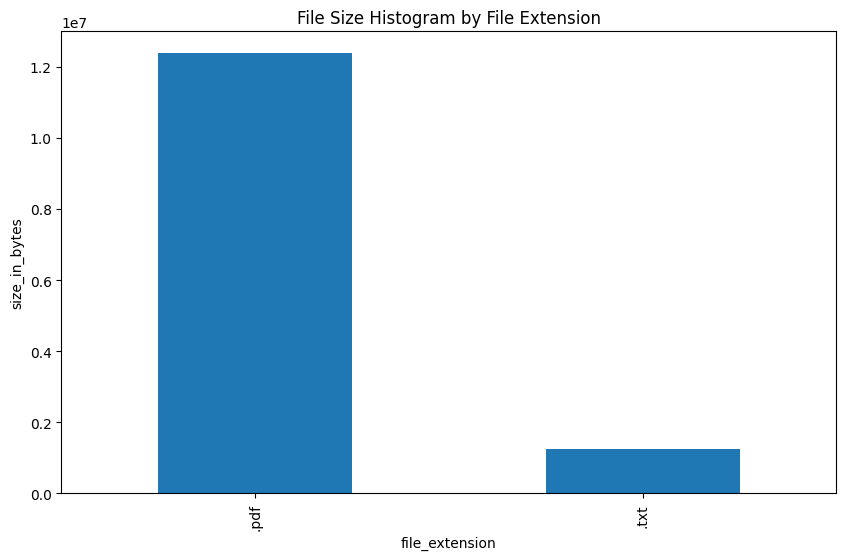 File Size Histogram by File Extension
1e7
1.2
1.0
0.8
0.6
0.4
0.2
0.0
size_in_bytes
.pdf
.txt
file_extension